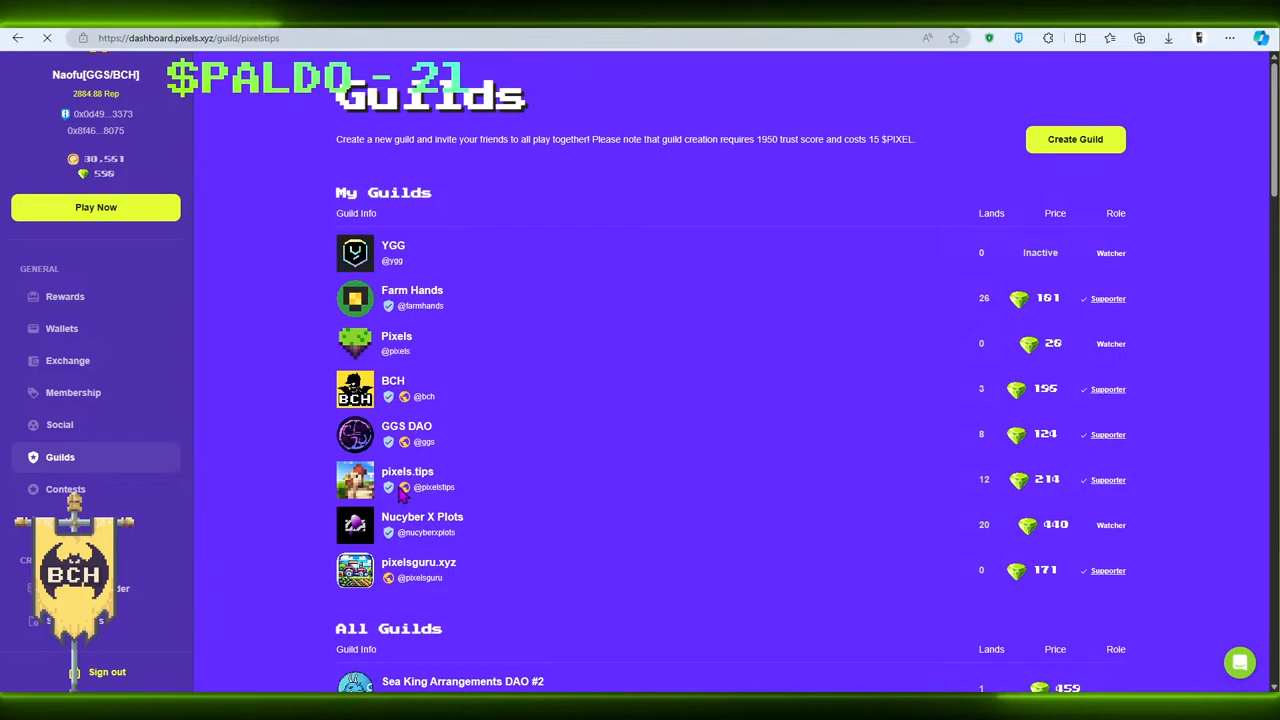 https://dashboard.pixels.xyz/guild/pixelstips
Naofu[GGS/BCH]
2884.88 Rep
0x0d49...3373
0x8f46...8075
30,561
590
Play Now
GENERAL
Rewards
Wallets
Exchange
Membership
Social
Guilds
Contests
BCH
Sign out
$PALDO - 21
Guilds
Create a new guild and invite your friends to all play together! Please note that guild creation requires 1950 trust score and costs 15 $PIXEL.
Create Guild
My Guilds
Guild Info Lands Price Role
YGG
@ygg
0 Inactive Watcher
Farm Hands
@farmhands
26 181 Supporter
Pixels
@pixels
0 20 Watcher
BCH
BCH
@bch
3 195 Supporter
GGS DAO
@ggs
8 124 Supporter
pixels.tips
@pixelstips
12 214 Supporter
Nucyber X Plots
@nucyberxplots
20 440 Watcher
pixelsguru.xyz
@pixelsguru
0 171 Supporter
All Guilds
Guild Info Lands Price Role
Sea King Arrangements DAO #2
1 459